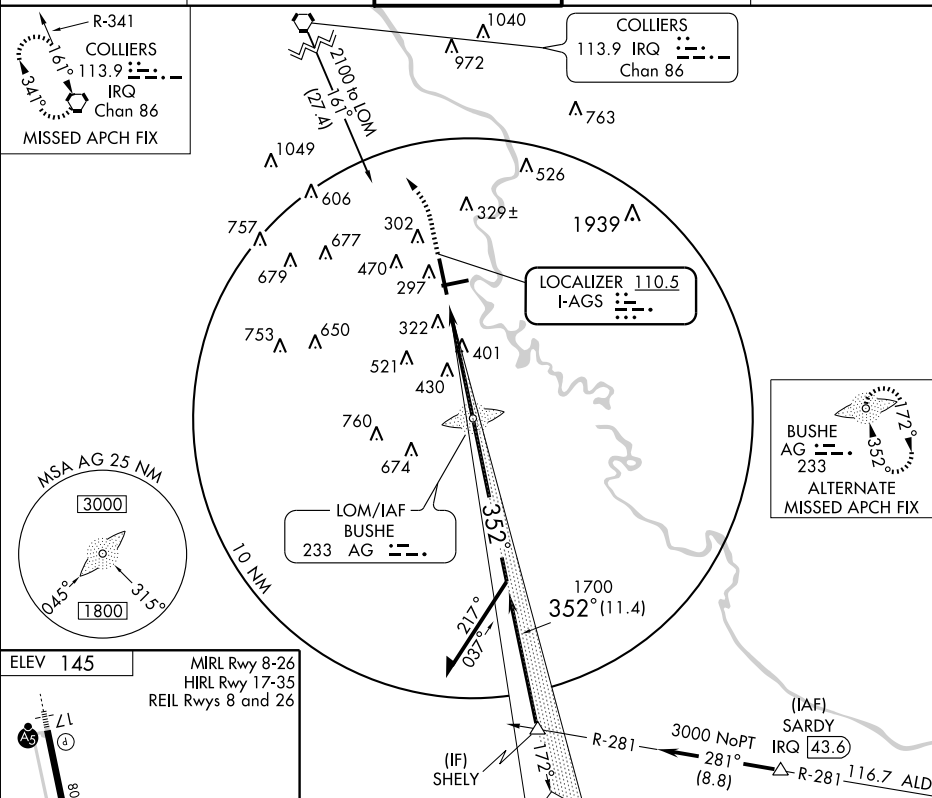 R-341
COLLIERS
113.9
IRQ
Chan 86
161°
341°
MISSED APCH FIX
2100 to LOM
161°
(27.4)
1040
972
COLLIERS
113.9 IRQ
Chan 86
763
1049
606
526
329±
1939
757
677
679
302
470
297
LOCALIZER 110.5
I-AGS
753
650
322
401
521
430
760
674
MSA AG 25 NM
3000
045°
315°
1800
LOM/IAF
BUSHE
233 AG
352°
BUSHE
AG
233
172°
352°
ALTERNATE
MISSED APCH FIX
10 NM
217°
037°
1700
352° (11.4)
ELEV 145
MIRL Rwy 8-26
HIRL Rwy 17-35
REIL Rwys 8 and 26
17
A5
P
80
(IF)
SHELY
172°
R-281
3000 NoPT
281°
(8.8)
(IAF)
SARDY
IRQ 43.6
R-281 116.7 ALD